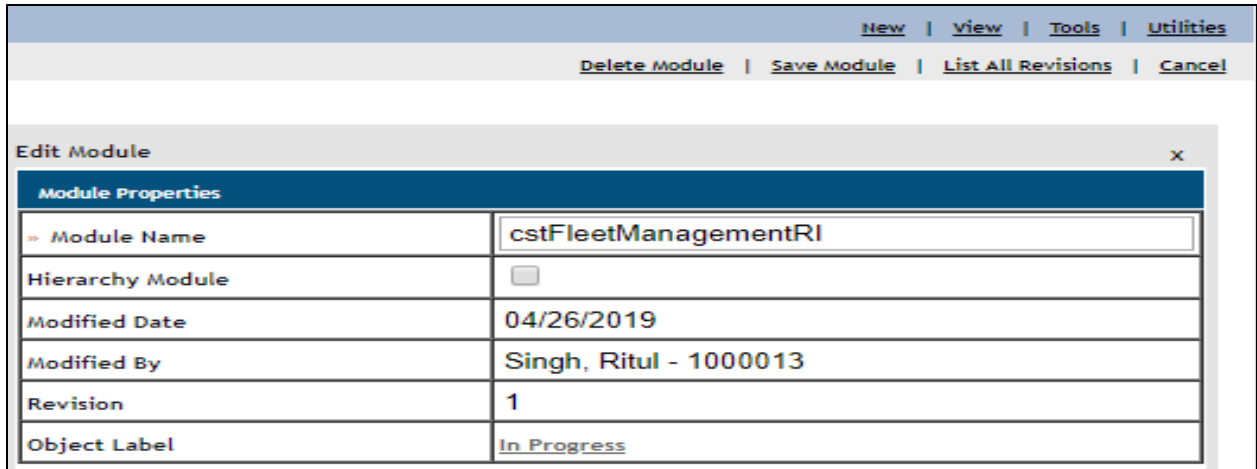 New | View | Tools | Utilities
Delete Module | Save Module | List All Revisions | Cancel
Edit Module x
Module Properties
» Module Name cstFleetManagementRI
Hierarchy Module
Modified Date 04/26/2019
Modified By Singh, Ritul - 1000013
Revision 1
Object Label In Progress